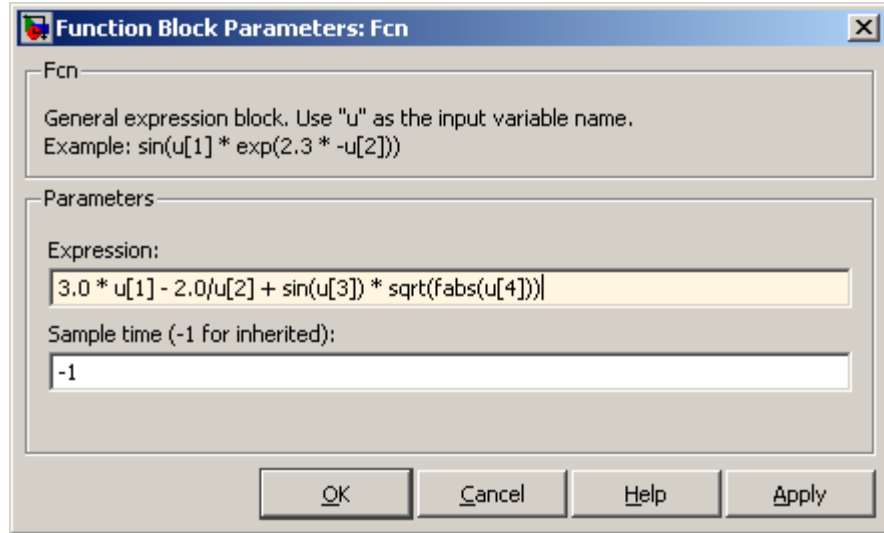 Function Block Parameters: Fcn
Fcn
General expression block. Use "u" as the input variable name.
Example: sin(u[1] * exp(2.3 * -u[2]))
Parameters
Expression:
3.0 * u[1] - 2.0/u[2] + sin(u[3]) * sqrt(fabs(u[4]))
Sample time (-1 for inherited):
-1
OK Cancel Help Apply